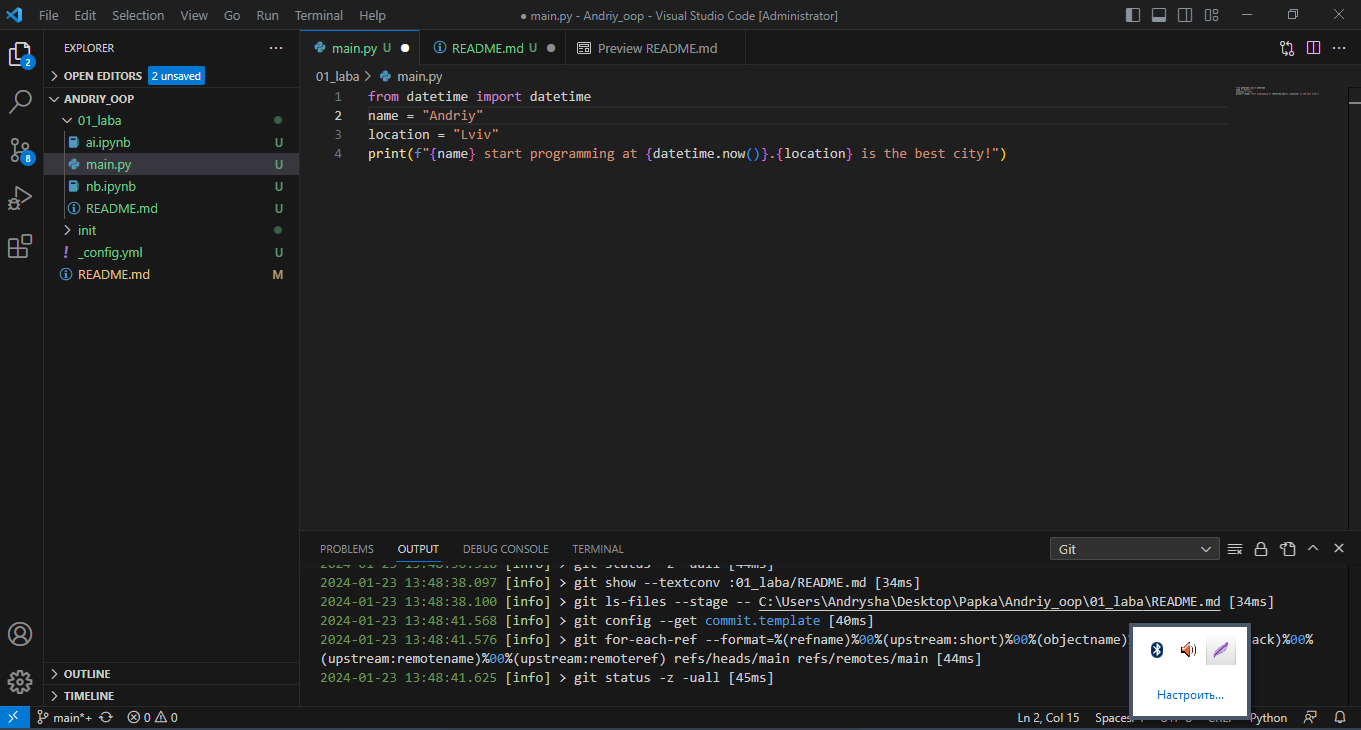 File Edit Selection View Go Run Terminal Help
● main.py - Andriy_oop - Visual Studio Code [Administrator]
EXPLORER
OPEN EDITORS 2 unsaved
ANDRIY_OOP
01_laba
ai.ipynb U
main.py U
nb.ipynb U
README.md U
init
! _config.yml U
README.md M
OUTLINE
TIMELINE
2
8
main.py U ● README.md U ● Preview README.md
01_laba > main.py
1 from datetime import datetime
2 name = "Andriy"
3 location = "Lviv"
4 print(f"{name} start programming at {datetime.now()}.{location} is the best city!")
PROBLEMS OUTPUT DEBUG CONSOLE TERMINAL
Git
[info] > git status -z -uall [44ms]
2024-01-23 13:48:38.097 [info] > git show --textconv :01_laba/README.md [34ms]
2024-01-23 13:48:38.100 [info] > git ls-files --stage -- C:\Users\Andrysha\Desktop\Papka\Andriy_oop\01_laba\README.md [34ms]
2024-01-23 13:48:41.568 [info] > git config --get commit.template [40ms]
2024-01-23 13:48:41.576 [info] > git for-each-ref --format=%(refname)%00%(upstream:short)%00%(objectname) ack)%00%
(upstream:remotename)%00%(upstream:remoteref) refs/heads/main refs/remotes/main [44ms]
2024-01-23 13:48:41.625 [info] > git status -z -uall [45ms]
Настроить...
main*+ 0 0 Ln 2, Col 15 Spaces: Python